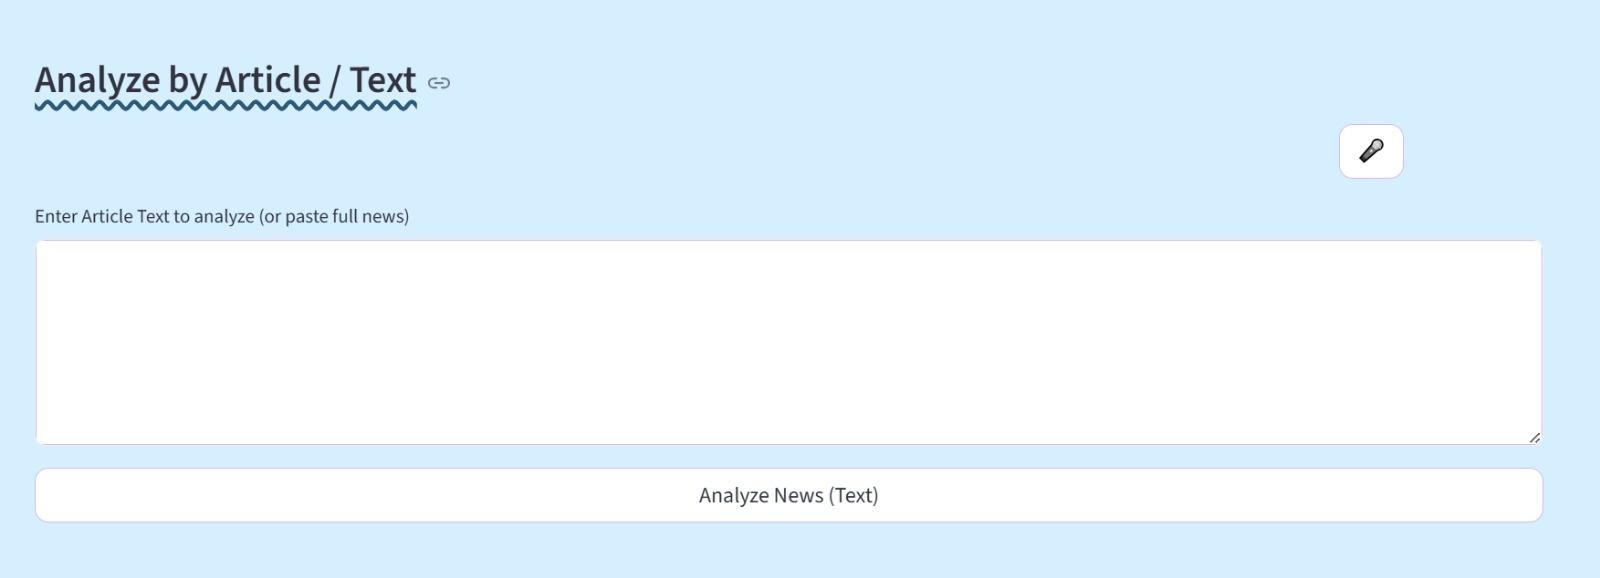 Analyze by Article / Text
Enter Article Text to analyze (or paste full news)
Analyze News (Text)